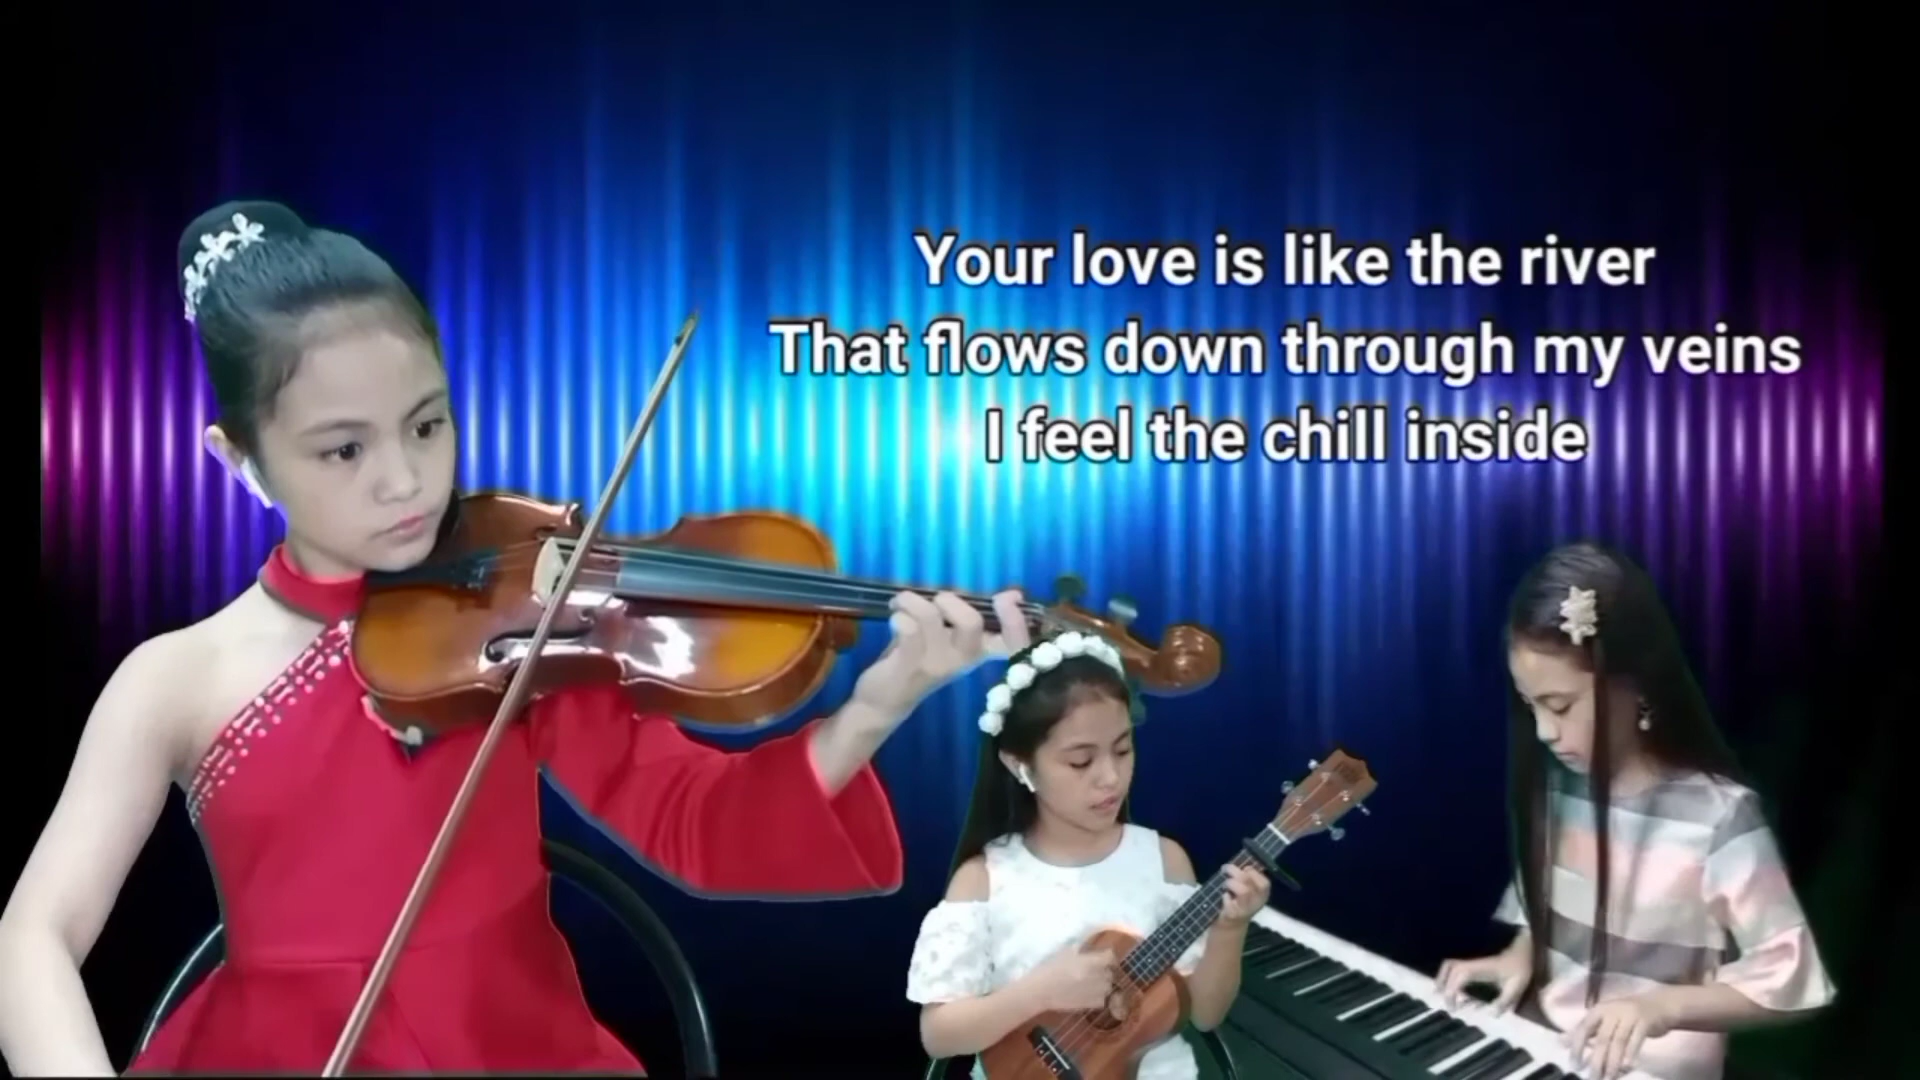 Your love is like the river
That flows down through my veins
I feel the chill inside